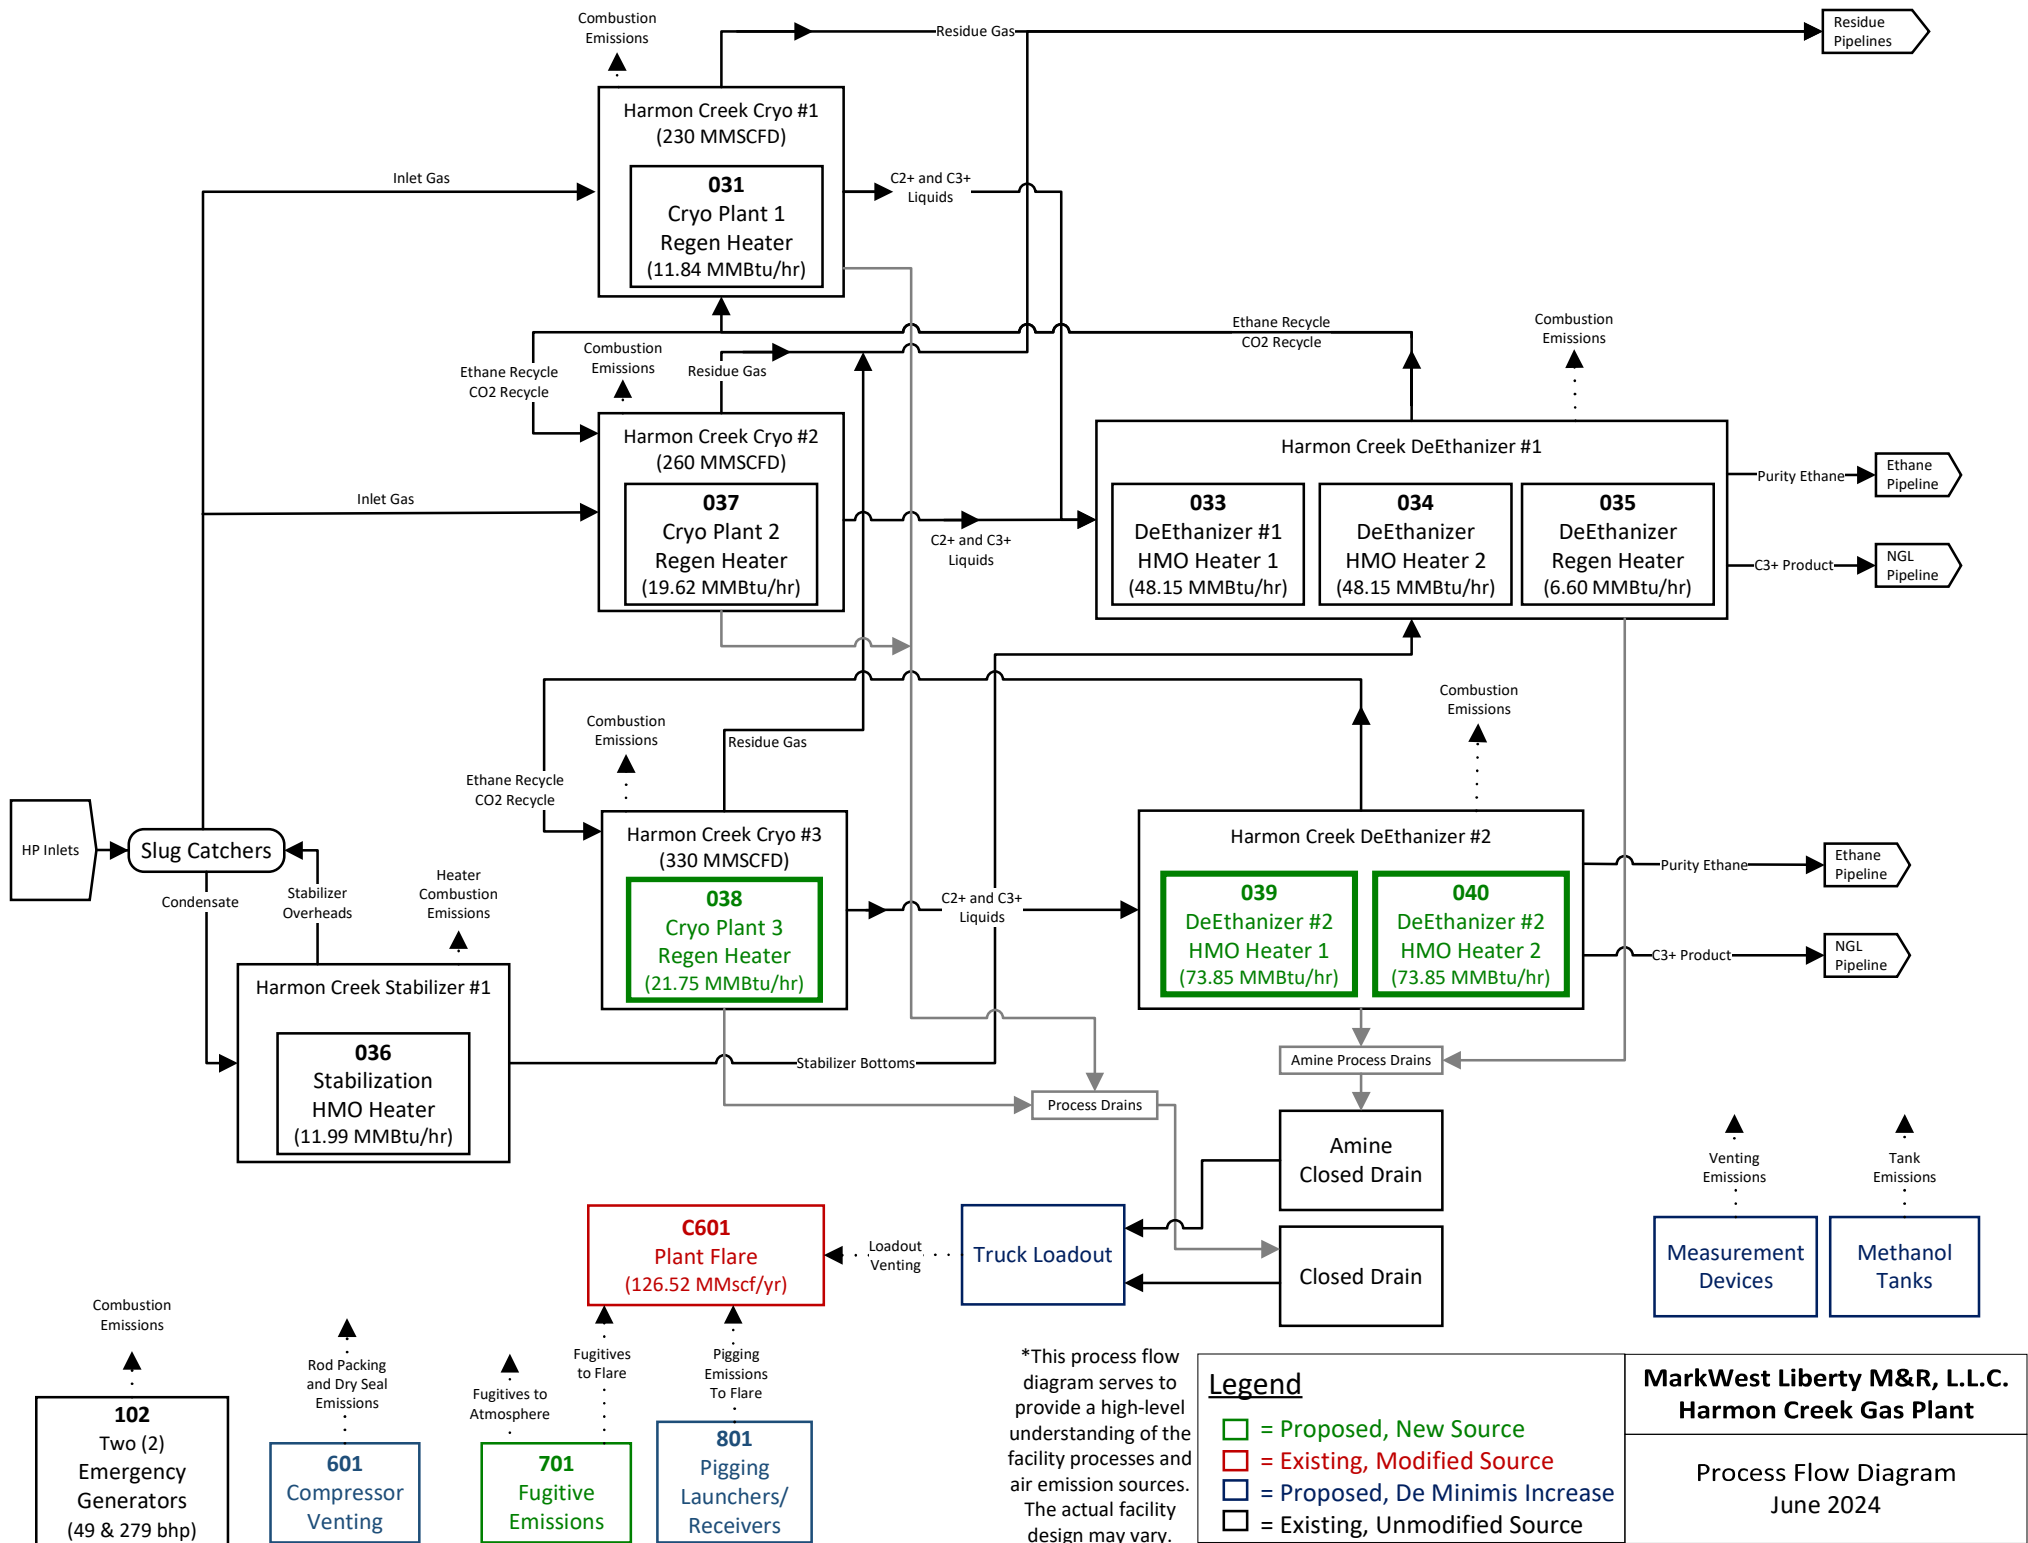 Combustion
Emissions
Residue Gas
Residue
Pipelines
Harmon Creek Cryo #1
(230 MMSCFD)
031
Cryo Plant 1
Regen Heater
(11.84 MMBtu/hr)
Inlet Gas
C2+ and C3+
Liquids
Ethane Recycle
CO2 Recycle
Combustion
Emissions
Combustion
Emissions
Ethane Recycle
CO2 Recycle
Residue Gas
Harmon Creek Cryo #2
(260 MMSCFD)
037
Cryo Plant 2
Regen Heater
(19.62 MMBtu/hr)
Inlet Gas
C2+ and C3+
Liquids
Harmon Creek DeEthanizer #1
033
DeEthanizer #1
HMO Heater 1
(48.15 MMBtu/hr)
034
DeEthanizer
HMO Heater 2
(48.15 MMBtu/hr)
035
DeEthanizer
Regen Heater
(6.60 MMBtu/hr)
Purity Ethane
Ethane
Pipeline
C3+ Product
NGL
Pipeline
Combustion
Emissions
Combustion
Emissions
Residue Gas
Ethane Recycle
CO2 Recycle
HP Inlets
Slug Catchers
Condensate
Stabilizer
Overheads
Heater
Combustion
Emissions
Harmon Creek Cryo #3
(330 MMSCFD)
038
Cryo Plant 3
Regen Heater
(21.75 MMBtu/hr)
C2+ and C3+
Liquids
Harmon Creek DeEthanizer #2
039
DeEthanizer #2
HMO Heater 1
(73.85 MMBtu/hr)
040
DeEthanizer #2
HMO Heater 2
(73.85 MMBtu/hr)
Purity Ethane
Ethane
Pipeline
C3+ Product
NGL
Pipeline
Harmon Creek Stabilizer #1
036
Stabilization
HMO Heater
(11.99 MMBtu/hr)
Stabilizer Bottoms
Process Drains
Amine Process Drains
Amine
Closed Drain
Closed Drain
Truck Loadout
Loadout
Venting
C601
Plant Flare
(126.52 MMscf/yr)
Venting
Emissions
Measurement
Devices
Tank
Emissions
Methanol
Tanks
Combustion
Emissions
102
Two (2)
Emergency
Generators
(49 & 279 bhp)
Rod Packing
and Dry Seal
Emissions
601
Compressor
Venting
Fugitives to
Atmosphere
Fugitives
to Flare
701
Fugitive
Emissions
Pigging
Emissions
To Flare
801
Pigging
Launchers/
Receivers
*This process flow
diagram serves to
provide a high-level
understanding of the
facility processes and
air emission sources.
The actual facility
design may vary.
Legend
= Proposed, New Source
= Existing, Modified Source
= Proposed, De Minimis Increase
= Existing, Unmodified Source
MarkWest Liberty M&R, L.L.C.
Harmon Creek Gas Plant
Process Flow Diagram
June 2024